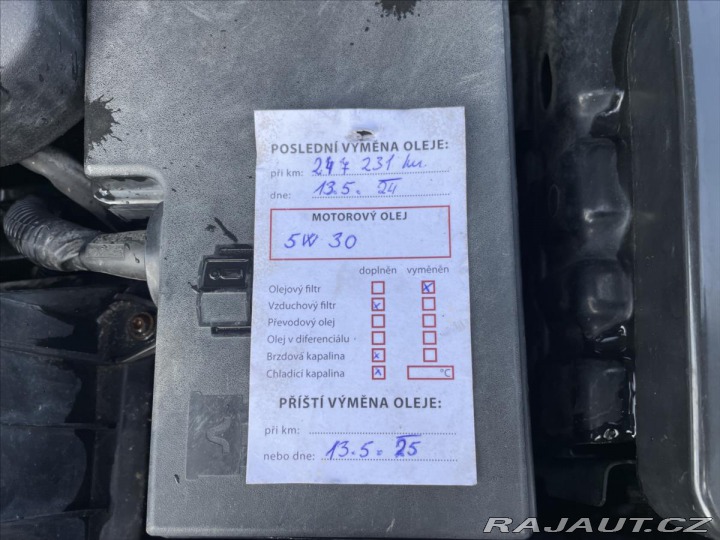 POSLEDNÍ VÝMĚNA OLEJE:
při km: 247 231 km.
dne: 13.5. 24
MOTOROVÝ OLEJ
5W 30
doplněn vyměněn
Olejový filtr
Vzduchový filtr
Převodový olej
Olej v diferenciálu
Brzdová kapalina
Chladící kapalina °C
PŘÍŠTÍ VÝMĚNA OLEJE:
při km:
nebo dne: 13.5. 25
RAJAUT.CZ